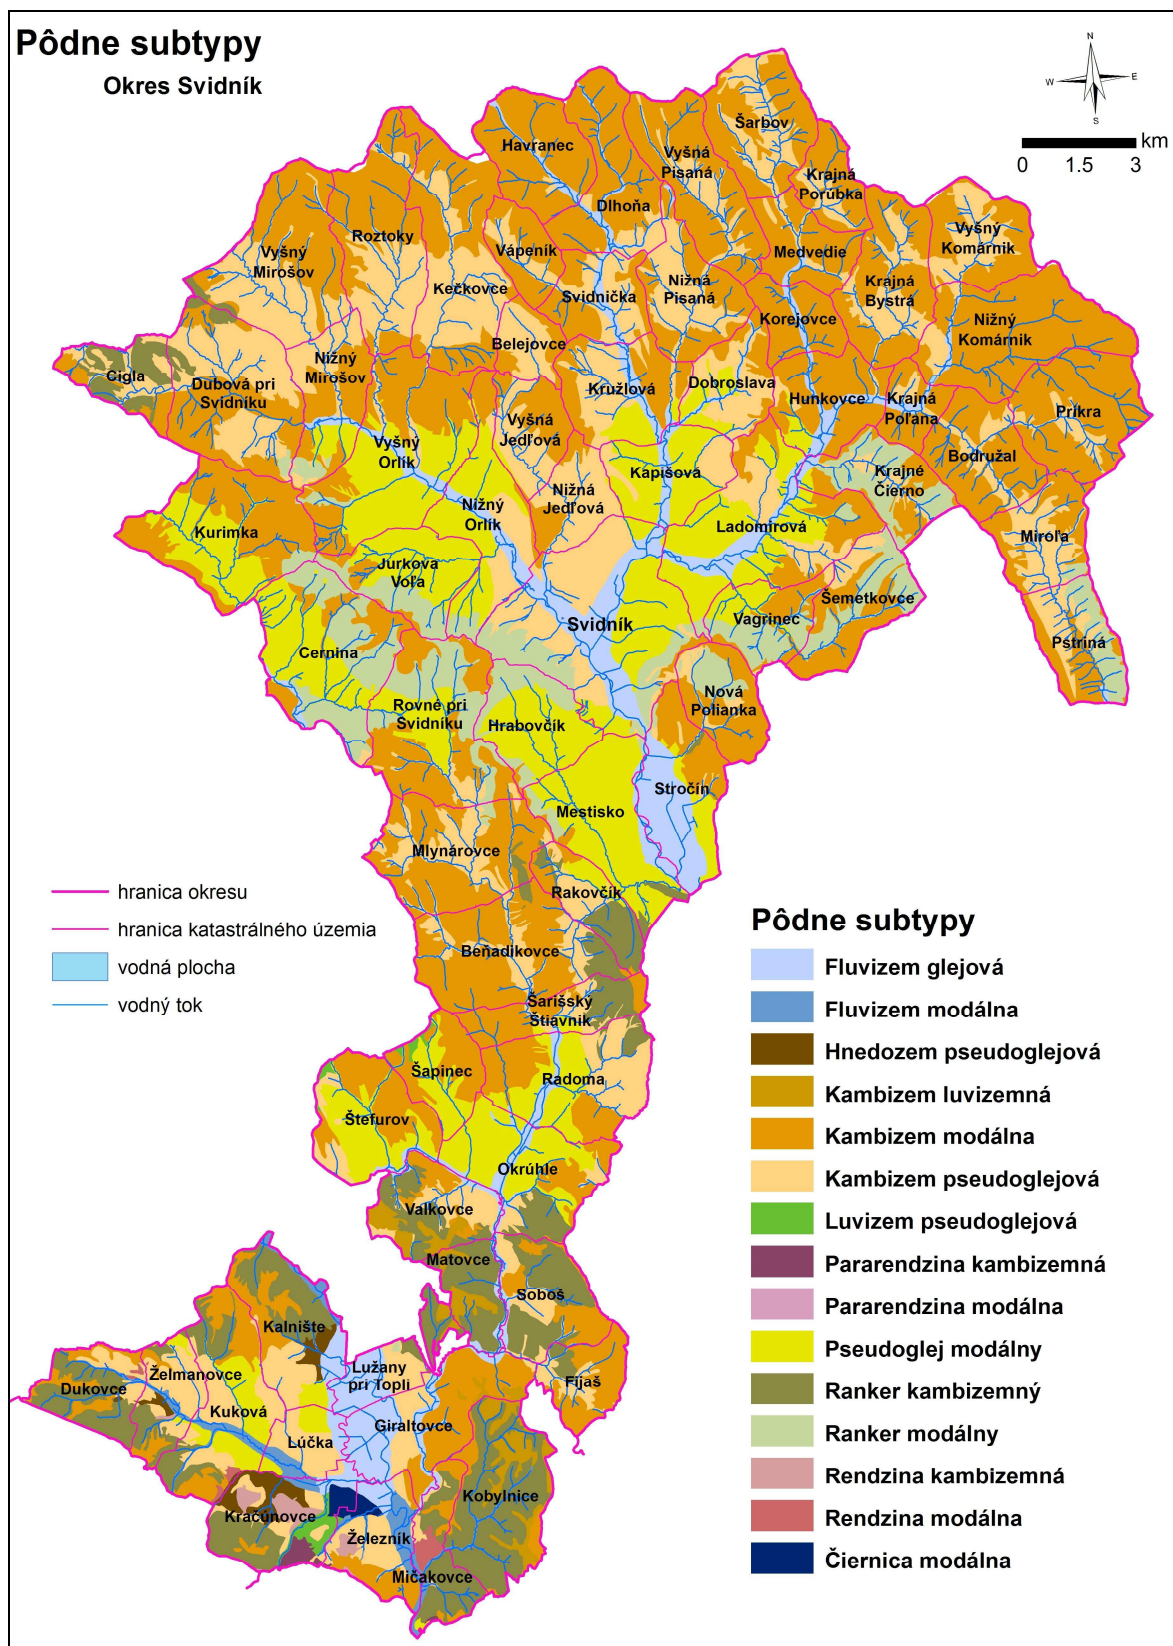 Pôdne subtypy
Okres Svidník
N
W
E
S
km
0
1.5
3
Šarbov
Havranec
Vyšná
Pisaná
Krajná
Porúbka
Dlhoňa
Roztoky
Vyšný
Mirošov
Vápeník
Medvedie
Vyšný
Komárnik
Kečkovce
Svidnička
Nižná
Pisaná
Krajná
Bystrá
Korejovce
Nižný
Komárnik
Belejovce
Nižný
Mirošov
Cigla
Dubová pri
Svidníku
Kružlová
Dobroslava
Hunkovce
Krajná
Poľana
Príkra
Vyšná
Jedľová
Vyšný
Orlík
Bodružal
Kapišová
Krajné
Čierno
Nižná
Jedľová
Nižný
Orlík
Ladomirová
Kurimka
Miroľa
Jurkova
Voľa
Šemetkovce
Svidník
Vagrinec
Pstriná
Cernina
Nová
Polianka
Rovné pri
Svidníku
Hrabovčík
Stročín
Mestisko
Mlynárovce
Rakovčík
Beňadikovce
Šarišský
Štiavnik
Šapinec
Radoma
Štefurov
Okrúhle
Valkovce
Matovce
Soboš
Kalnište
Lužany
pri Topli
Želmanovce
Dukovce
Fijaš
Kuková
Giraltovce
Lúčka
Kobylnice
Kračúnovce
Železník
Mičakovce
hranica okresu
hranica katastrálného územia
vodná plocha
vodný tok
Pôdne subtypy
Fluvizem glejová
Fluvizem modálna
Hnedozem pseudoglejová
Kambizem luvizemná
Kambizem modálna
Kambizem pseudoglejová
Luvizem pseudoglejová
Pararendzina kambizemná
Pararendzina modálna
Pseudoglej modálny
Ranker kambizemný
Ranker modálny
Rendzina kambizemná
Rendzina modálna
Čiernica modálna